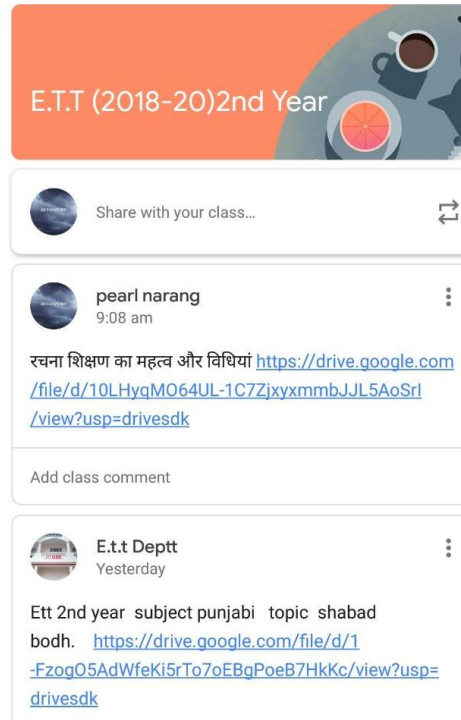 E.T.T (2018-20)2nd Year
Share with your class...
pearl narang
9:08 am
रचना शिक्षण का महत्व और विधियां https://drive.google.com
/file/d/10LHyqMO64UL-1C7ZjxyxmmbJJL5AoSrI
/view?usp=drivesdk
Add class comment
E.t.t Deptt
Yesterday
Ett 2nd year subject punjabi topic shabad
bodh. https://drive.google.com/file/d/1
-FzogO5AdWfeKi5rTo7oEBgPoeB7HkKc/view?usp=
drivesdk